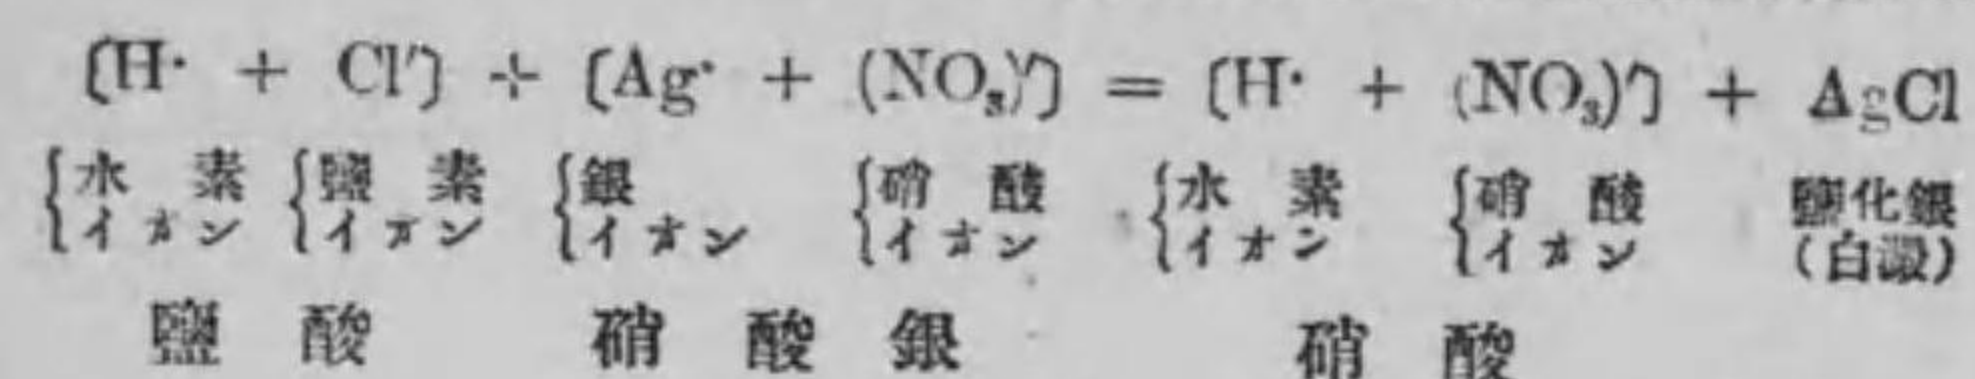 〔H· + Cl′〕 + 〔Ag· + (NO₃)′〕 = 〔H· + (NO₃)′〕 + AgCl
水素 鹽素 銀 硝酸 水素 硝酸 鹽化銀
イオン イオン イオン イオン イオン イオン (白澱)
鹽酸 硝酸銀 硝酸